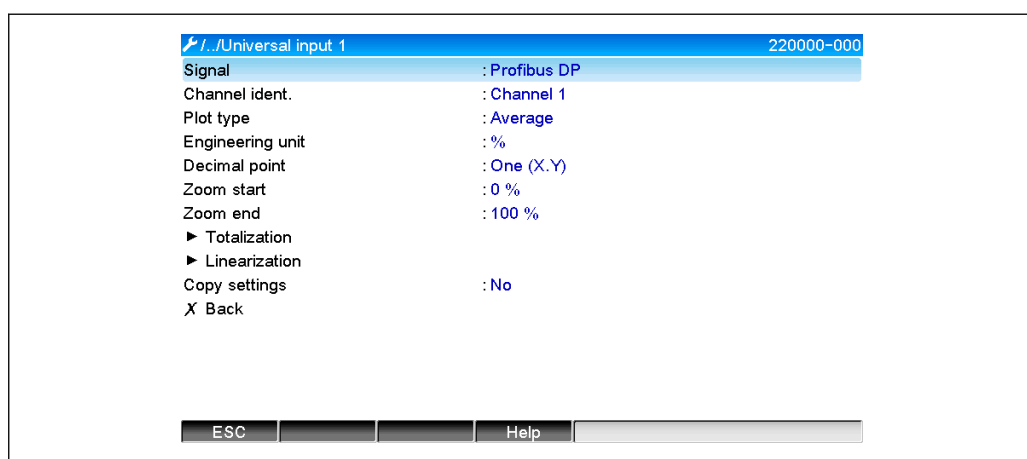 /../Universal input 1 220000-000
Signal : Profibus DP
Channel ident. : Channel 1
Plot type : Average
Engineering unit : %
Decimal point : One (X.Y)
Zoom start : 0 %
Zoom end : 100 %
► Totalization
► Linearization
Copy settings : No
X Back
ESC Help